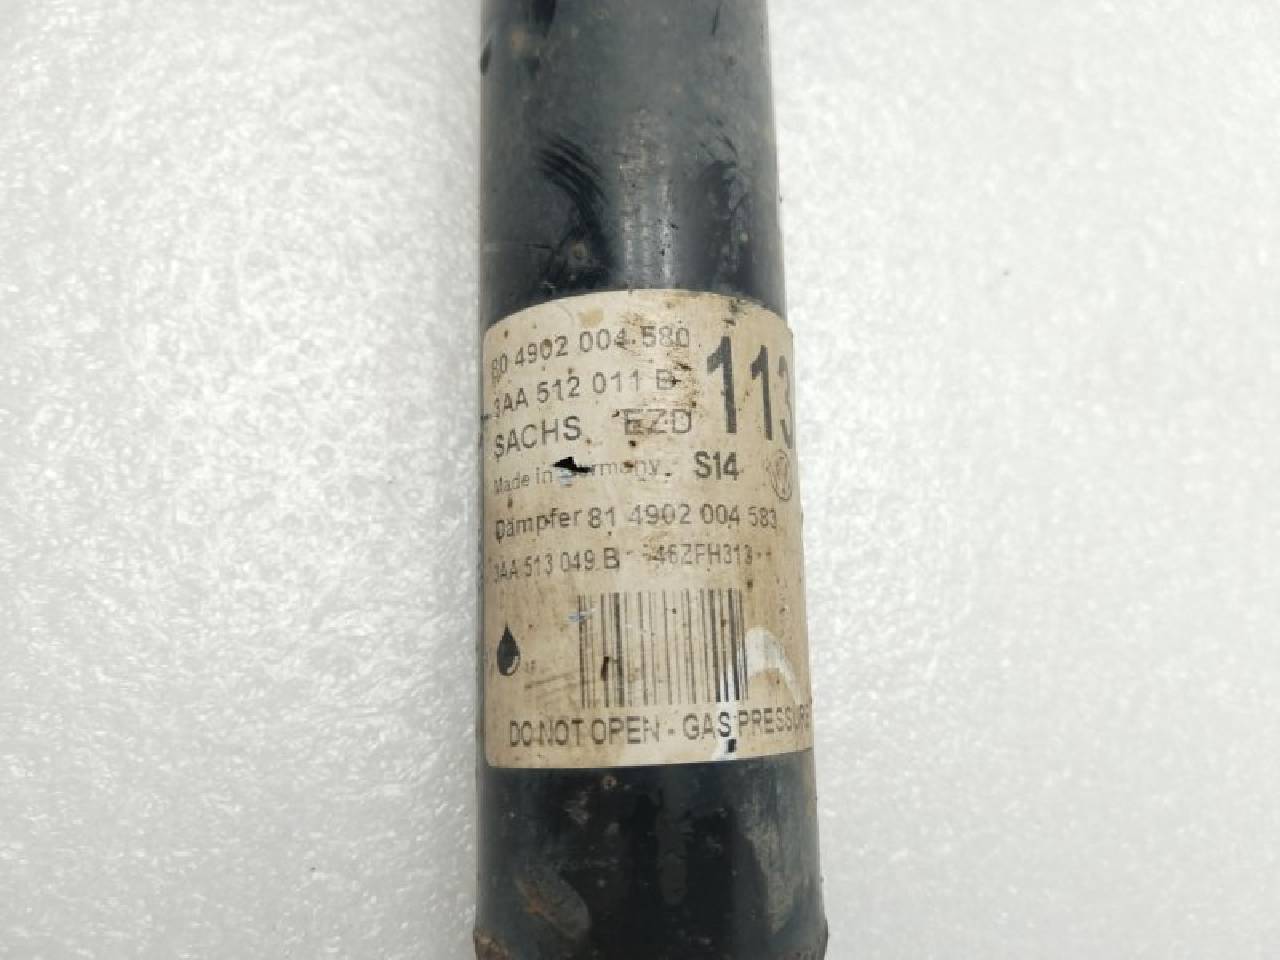 80 4902 004 580
3AA 512 011 B
113
SACHS EZD
Made in Germany S14
Dämpfer 81 4902 004 583
3AA 513 049 B 46ZFH313
DO NOT OPEN - GAS PRESSURE